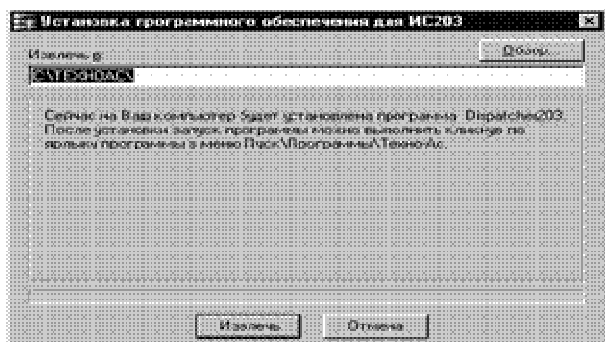 Установка программного обеспечения для ИС203
Извлечь в
Обзор...
C:\ТЕХНОАС\
Сейчас на Ваш компьютер будет установлена программа Dispatcher203.
После установки запуск программы можно выполнить кликнув по
ярлыку программы в меню Пуск\Программы\Техно-Ас.
Извлечь
Отмена